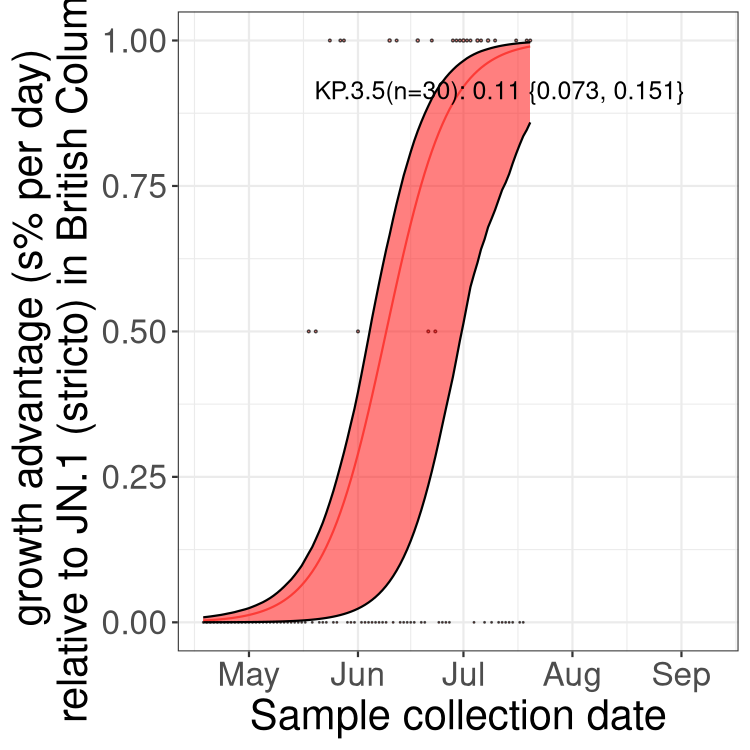 growth advantage (s% per day)
relative to JN.1 (stricto) in British Colum
1.00
0.75
0.50
0.25
0.00
KP.3.5(n=30): 0.11 {0.073, 0.151}
May Jun Jul Aug Sep
Sample collection date